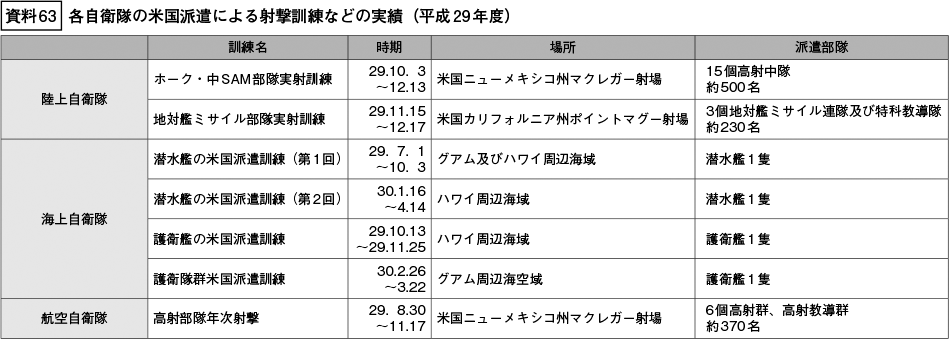 資料63 各自衛隊の米国派遣による射撃訓練などの実績（平成29年度）
訓練名 時期 場所 派遣部隊
陸上自衛隊
ホーク・中SAM部隊実射訓練 29.10. 3 ～12.13 米国ニューメキシコ州マクレガー射場 15個高射中隊 約500名
地対艦ミサイル部隊実射訓練 29.11.15 ～12.17 米国カリフォルニア州ポイントマグー射場 3個地対艦ミサイル連隊及び特科教導隊 約230名
海上自衛隊
潜水艦の米国派遣訓練（第1回） 29. 7. 1 ～10. 3 グアム及びハワイ周辺海域 潜水艦1隻
潜水艦の米国派遣訓練（第2回） 30.1.16 ～4.14 ハワイ周辺海域 潜水艦1隻
護衛艦の米国派遣訓練 29.10.13 ～29.11.25 ハワイ周辺海域 護衛艦1隻
護衛隊群米国派遣訓練 30.2.26 ～3.22 グアム周辺海空域 護衛艦1隻
航空自衛隊
高射部隊年次射撃 29. 8.30 ～11.17 米国ニューメキシコ州マクレガー射場 6個高射群、高射教導群 約370名